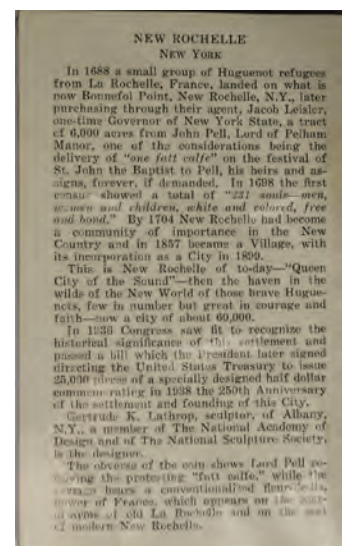 NEW ROCHELLE
NEW YORK
In 1688 a small group of Huguenot refugees
from La Rochelle, France, landed on what is
now Bonnefoi Point, New Rochelle, N.Y., later
purchasing through their agent, Jacob Leisler,
one-time Governor of New York State, a tract
of 6,000 acres from John Pell, Lord of Pelham
Manor, one of the considerations being the
delivery of "one fatt calfe" on the festival of
St. John the Baptist to Pell, his heirs and as-
signs, forever, if demanded. In 1698 the first
census showed a total of "231 souls—men,
women and children, white and colored, free
and bond." By 1704 New Rochelle had become
a community of importance in the New
Country and in 1857 became a Village, with
its incorporation as a City in 1899.
This is New Rochelle of to-day—"Queen
City of the Sound"—then the haven in the
wilds of the New World of those brave Hugue-
nots, few in number but great in courage and
faith—now a city of about 60,000.
In 1936 Congress saw fit to recognize the
historical significance of this settlement and
passed a bill which the President later signed
directing the United States Treasury to issue
25,000 pieces of a specially designed half dollar
commemorating in 1938 the 250th Anniversary
of the settlement and founding of this City.
Gertrude K. Lathrop, sculptor, of Albany,
N.Y., a member of The National Academy of
Design and of The National Sculpture Society,
is the designer.
The obverse of the coin shows Lord Pell re-
ceiving the protesting "fatt calfe," while the
reverse bears a conventionalized fleur-de-lis,
flower of France, which appears on the
arms of old La Rochelle and on the seal
of modern New Rochelle.